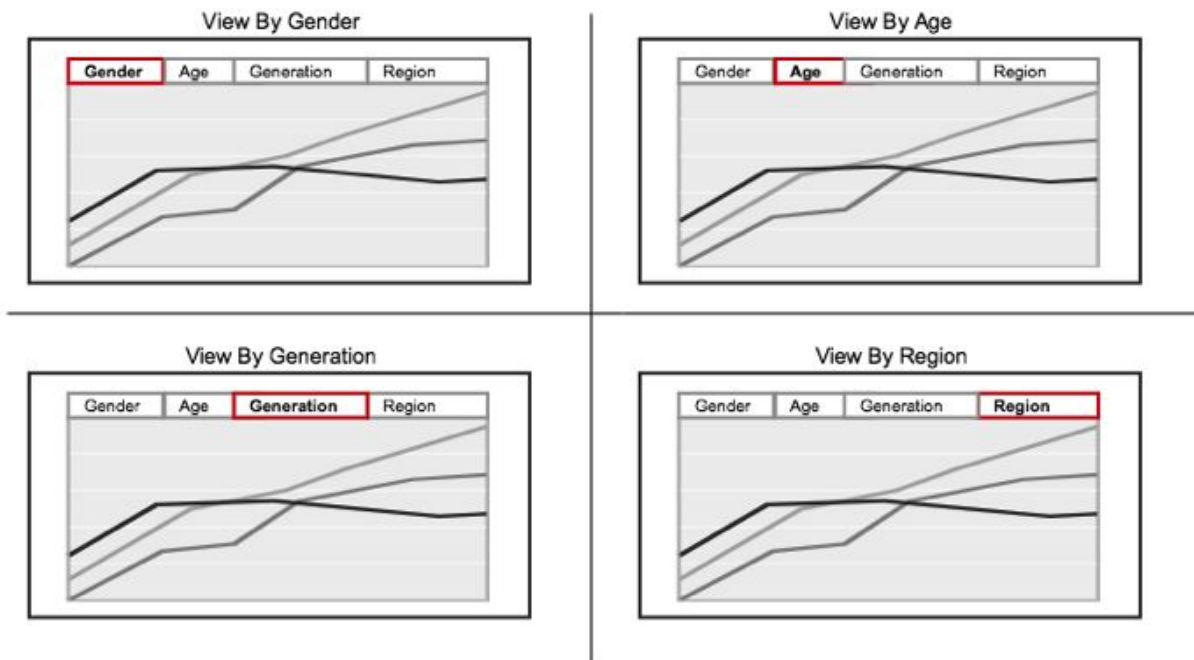 View By Gender
Gender Age Generation Region
View By Age
Gender Age Generation Region
View By Generation
Gender Age Generation Region
View By Region
Gender Age Generation Region